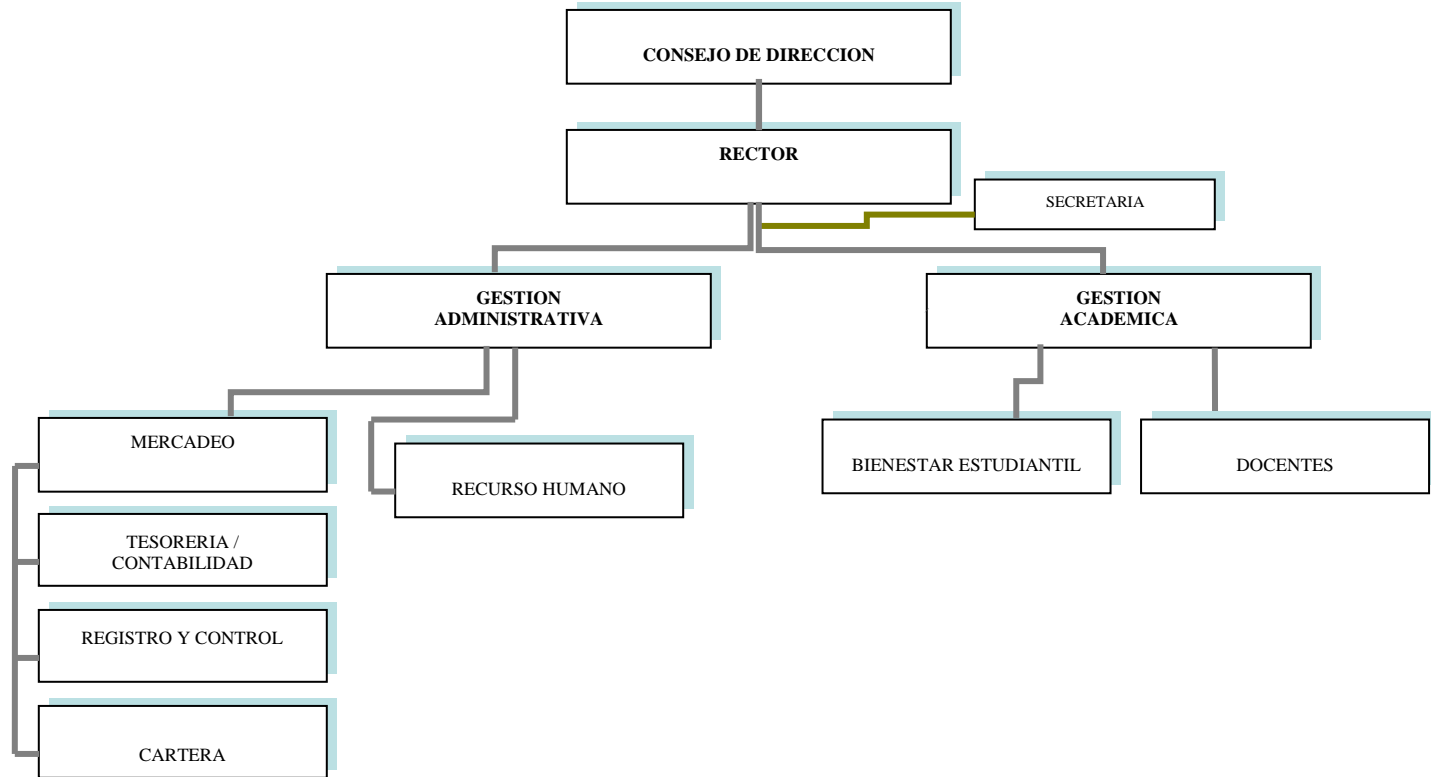 CONSEJO DE DIRECCION
RECTOR
SECRETARIA
GESTION
ADMINISTRATIVA
GESTION
ACADEMICA
MERCADEO
RECURSO HUMANO
BIENESTAR ESTUDIANTIL
DOCENTES
TESORERIA /
CONTABILIDAD
REGISTRO Y CONTROL
CARTERA